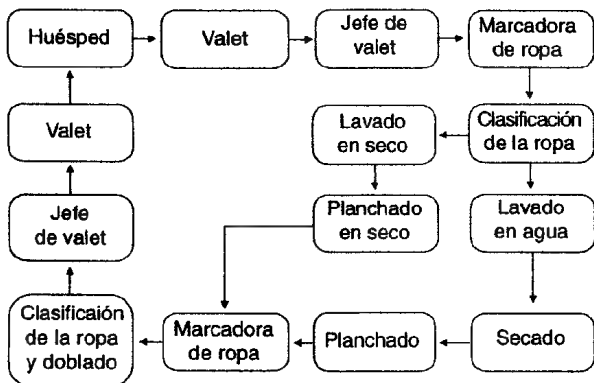 Huésped
Valet
Jefe de
valet
Marcadora
de ropa
Valet
Lavado
en seco
Clasificación
de la ropa
Jefe
de valet
Planchado
en seco
Lavado
en agua
Clasificaión
de la ropa
y doblado
Marcadora
de ropa
Planchado
Secado